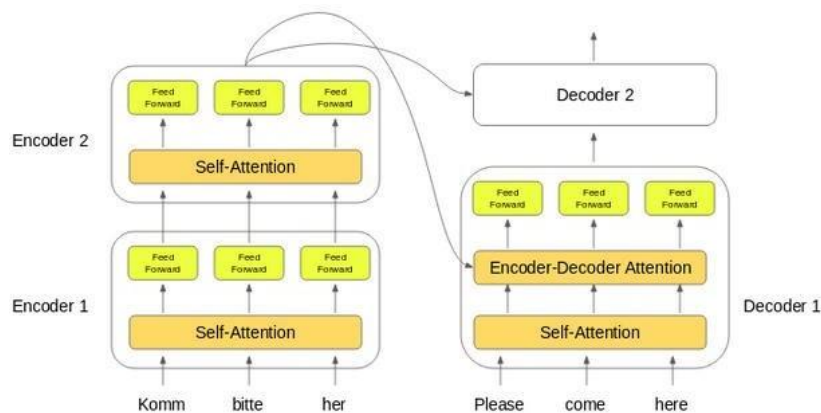 Feed Forward
Feed Forward
Feed Forward
Encoder 2
Self-Attention
Feed Forward
Feed Forward
Feed Forward
Encoder 1
Self-Attention
Komm bitte her
Decoder 2
Feed Forward
Feed Forward
Feed Forward
Encoder-Decoder Attention
Self-Attention
Decoder 1
Please come here